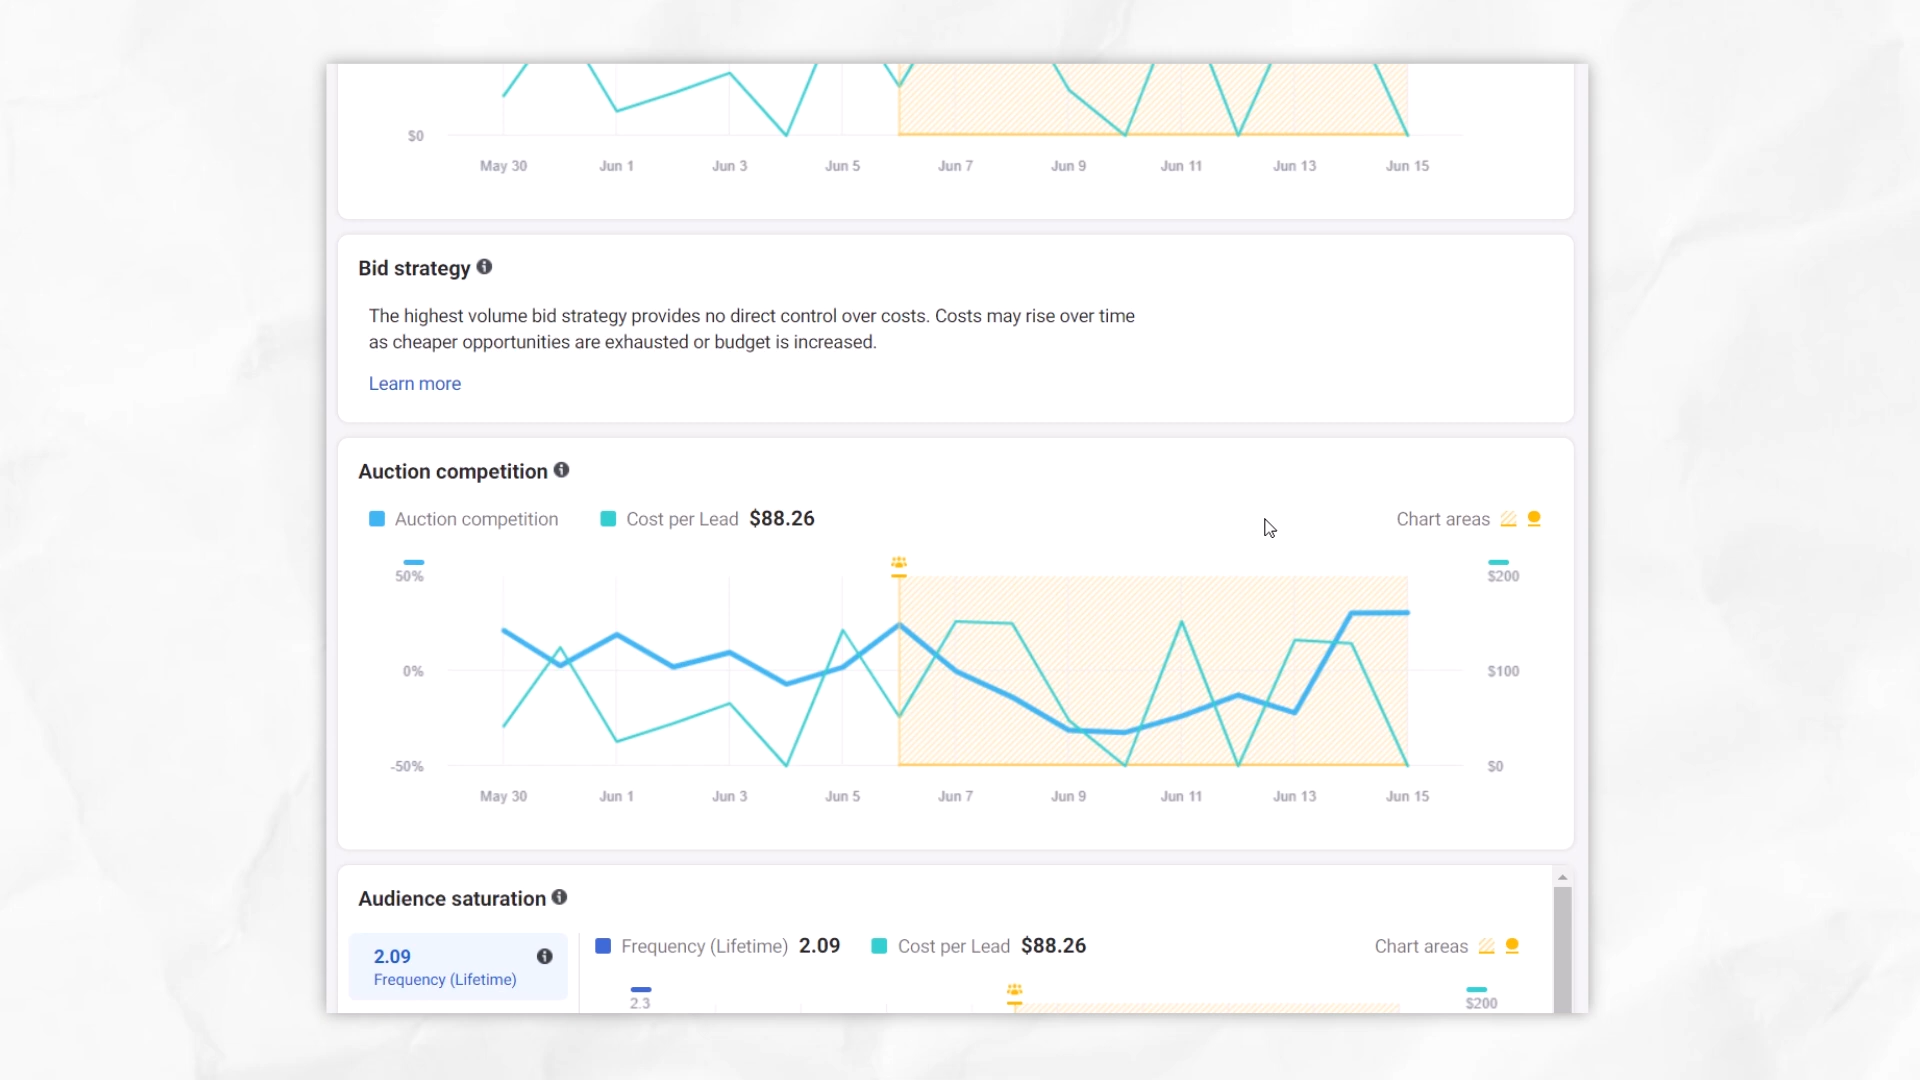 $0
May 30 Jun 1 Jun 3 Jun 5 Jun 7 Jun 9 Jun 11 Jun 13 Jun 15
Bid strategy
The highest volume bid strategy provides no direct control over costs. Costs may rise over time
as cheaper opportunities are exhausted or budget is increased.
Learn more
Auction competition
Auction competition Cost per Lead $88.26 Chart areas
50% $200
0% $100
-50% $0
May 30 Jun 1 Jun 3 Jun 5 Jun 7 Jun 9 Jun 11 Jun 13 Jun 15
Audience saturation
2.09
Frequency (Lifetime)
Frequency (Lifetime) 2.09 Cost per Lead $88.26 Chart areas
2.3 $200